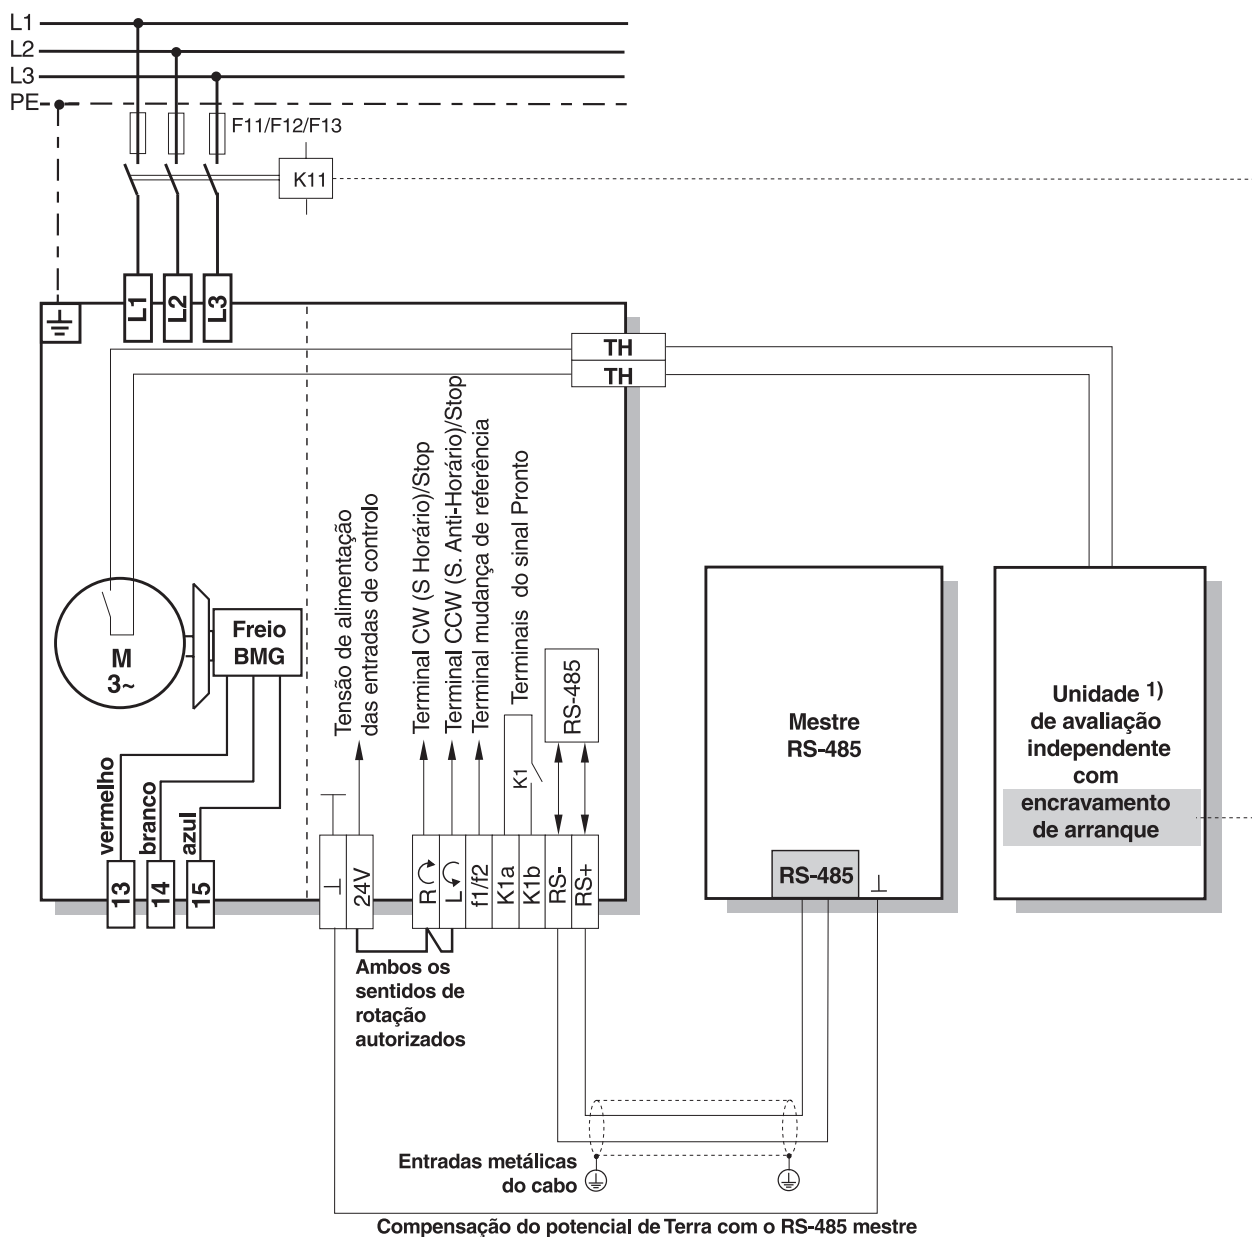 L1
L2
L3
PE
F11/F12/F13
K11
L1
L2
L3
TH
TH
Tensão de alimentação
das entradas de controlo
Terminal CW (S Horário)/Stop
Terminal CCW (S. Anti-Horário)/Stop
Terminal mudança de referência
Terminais do sinal Pronto
K1
RS-485
M
3~
Freio
BMG
vermelho
branco
azul
13
14
15
24V
R
L
f1/f2
K1a
K1b
RS-
RS+
Mestre
RS-485
RS-485
Unidade 1)
de avaliação
independente
com
encravamento
de arranque
Ambos os
sentidos de
rotação
autorizados
Entradas metálicas
do cabo
Compensação do potencial de Terra com o RS-485 mestre